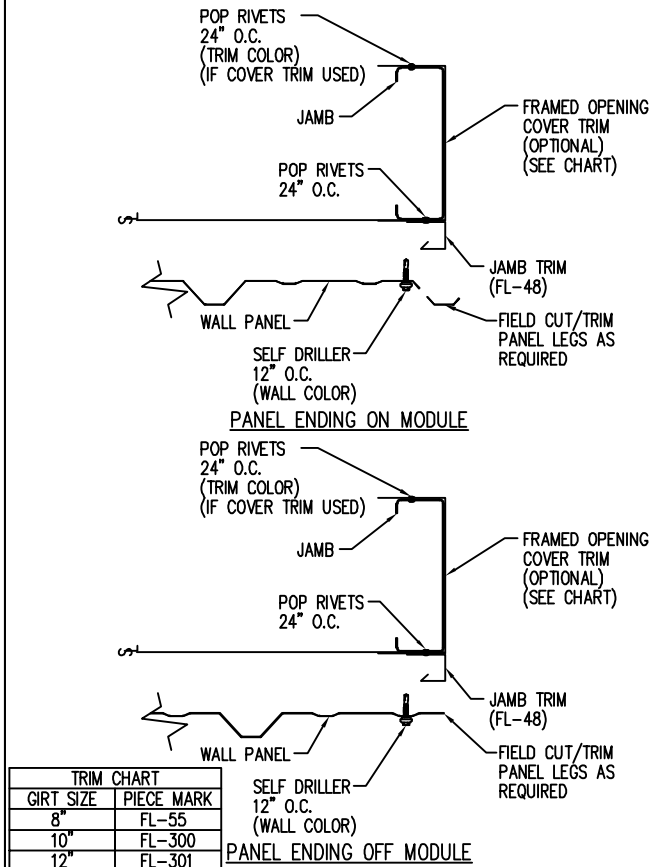 POP RIVETS
24" O.C.
(TRIM COLOR)
(IF COVER TRIM USED)
JAMB
FRAMED OPENING
COVER TRIM
(OPTIONAL)
(SEE CHART)
POP RIVETS
24" O.C.
JAMB TRIM
(FL-48)
WALL PANEL
FIELD CUT/TRIM
PANEL LEGS AS
REQUIRED
SELF DRILLER
12" O.C.
(WALL COLOR)
PANEL ENDING ON MODULE
POP RIVETS
24" O.C.
(TRIM COLOR)
(IF COVER TRIM USED)
JAMB
FRAMED OPENING
COVER TRIM
(OPTIONAL)
(SEE CHART)
POP RIVETS
24" O.C.
JAMB TRIM
(FL-48)
WALL PANEL
FIELD CUT/TRIM
PANEL LEGS AS
REQUIRED
SELF DRILLER
12" O.C.
(WALL COLOR)
PANEL ENDING OFF MODULE
TRIM CHART
GIRT SIZE PIECE MARK
8" FL-55
10" FL-300
12" FL-301